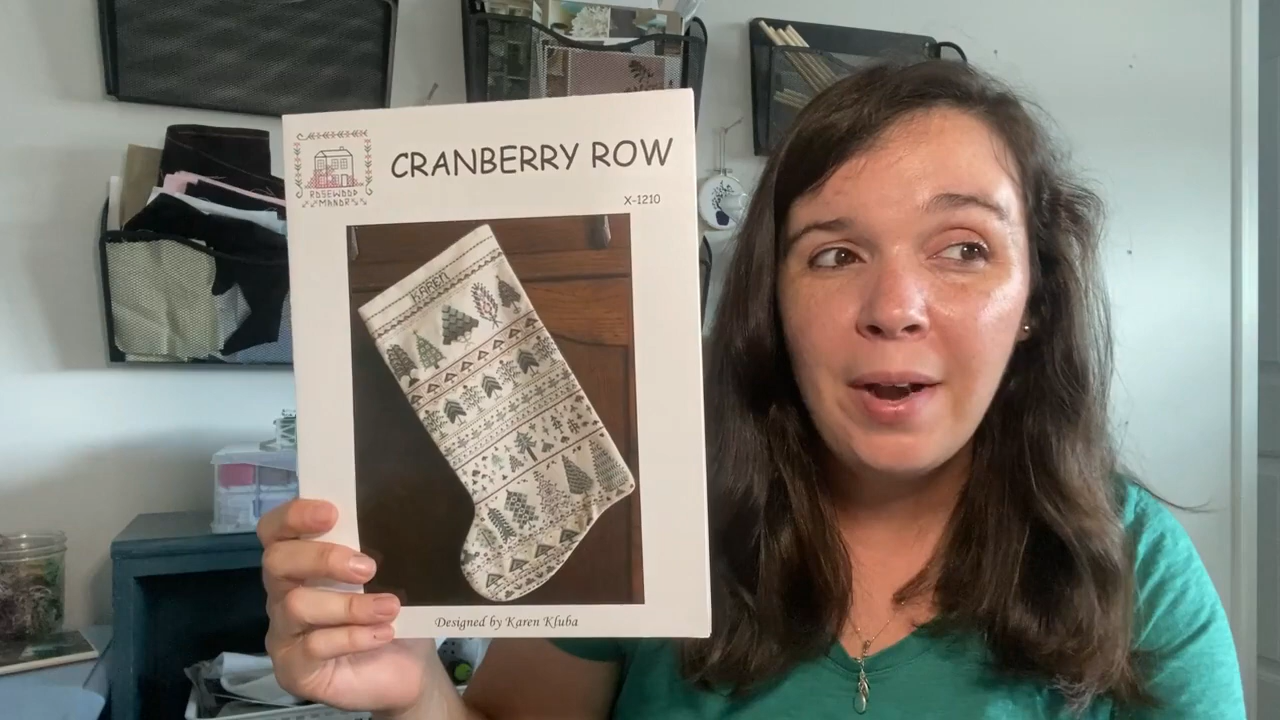 ROSEWOOD
MANOR
CRANBERRY ROW
X-1210
KAREN
Designed by Karen Kluba